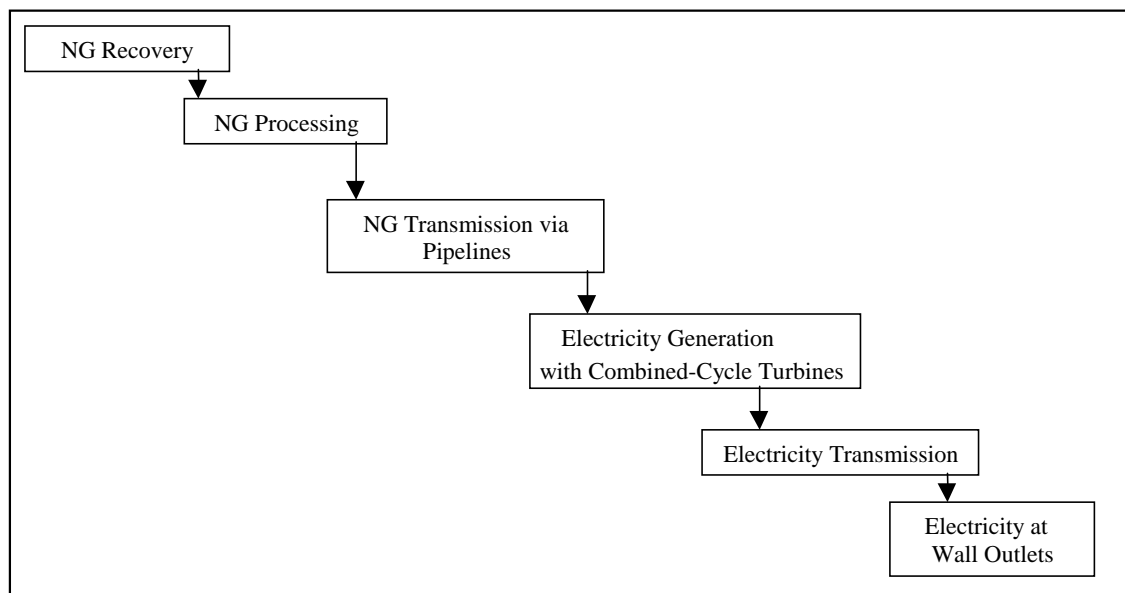 NG Recovery
NG Processing
NG Transmission via
Pipelines
Electricity Generation
with Combined-Cycle Turbines
Electricity Transmission
Electricity at
Wall Outlets